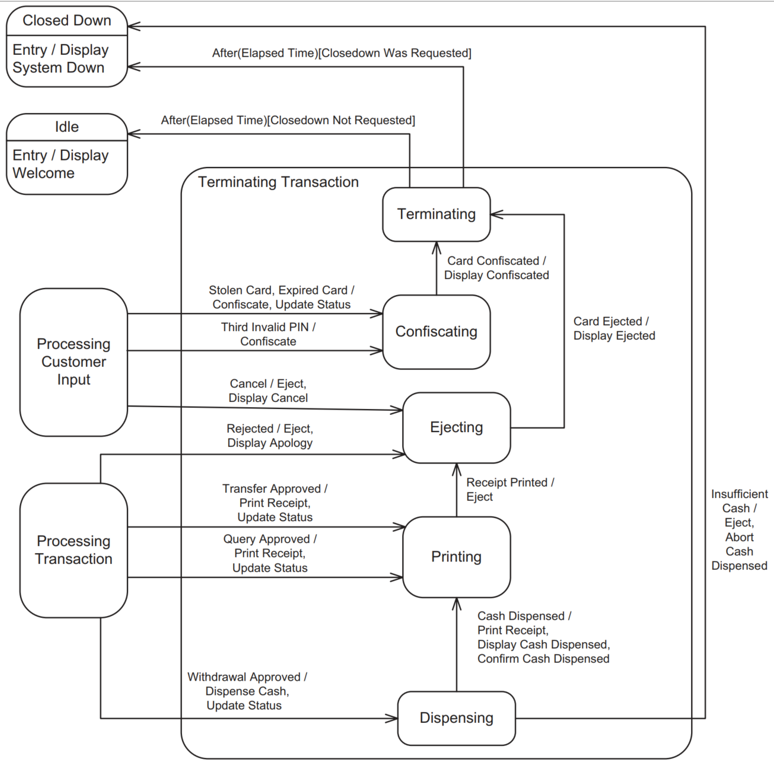 Closed Down
Entry / Display
System Down
After(Elapsed Time)[Closedown Was Requested]
After(Elapsed Time)[Closedown Not Requested]
Idle
Entry / Display
Welcome
Terminating Transaction
Terminating
Card Confiscated /
Display Confiscated
Stolen Card, Expired Card /
Confiscate, Update Status
Third Invalid PIN /
Confiscate
Confiscating
Card Ejected /
Display Ejected
Processing
Customer
Input
Cancel / Eject,
Display Cancel
Rejected / Eject,
Display Apology
Ejecting
Receipt Printed /
Eject
Transfer Approved /
Print Receipt,
Update Status
Query Approved /
Print Receipt,
Update Status
Printing
Processing
Transaction
Insufficient
Cash /
Eject,
Abort
Cash
Dispensed
Cash Dispensed /
Print Receipt,
Display Cash Dispensed,
Confirm Cash Dispensed
Withdrawal Approved /
Dispense Cash,
Update Status
Dispensing